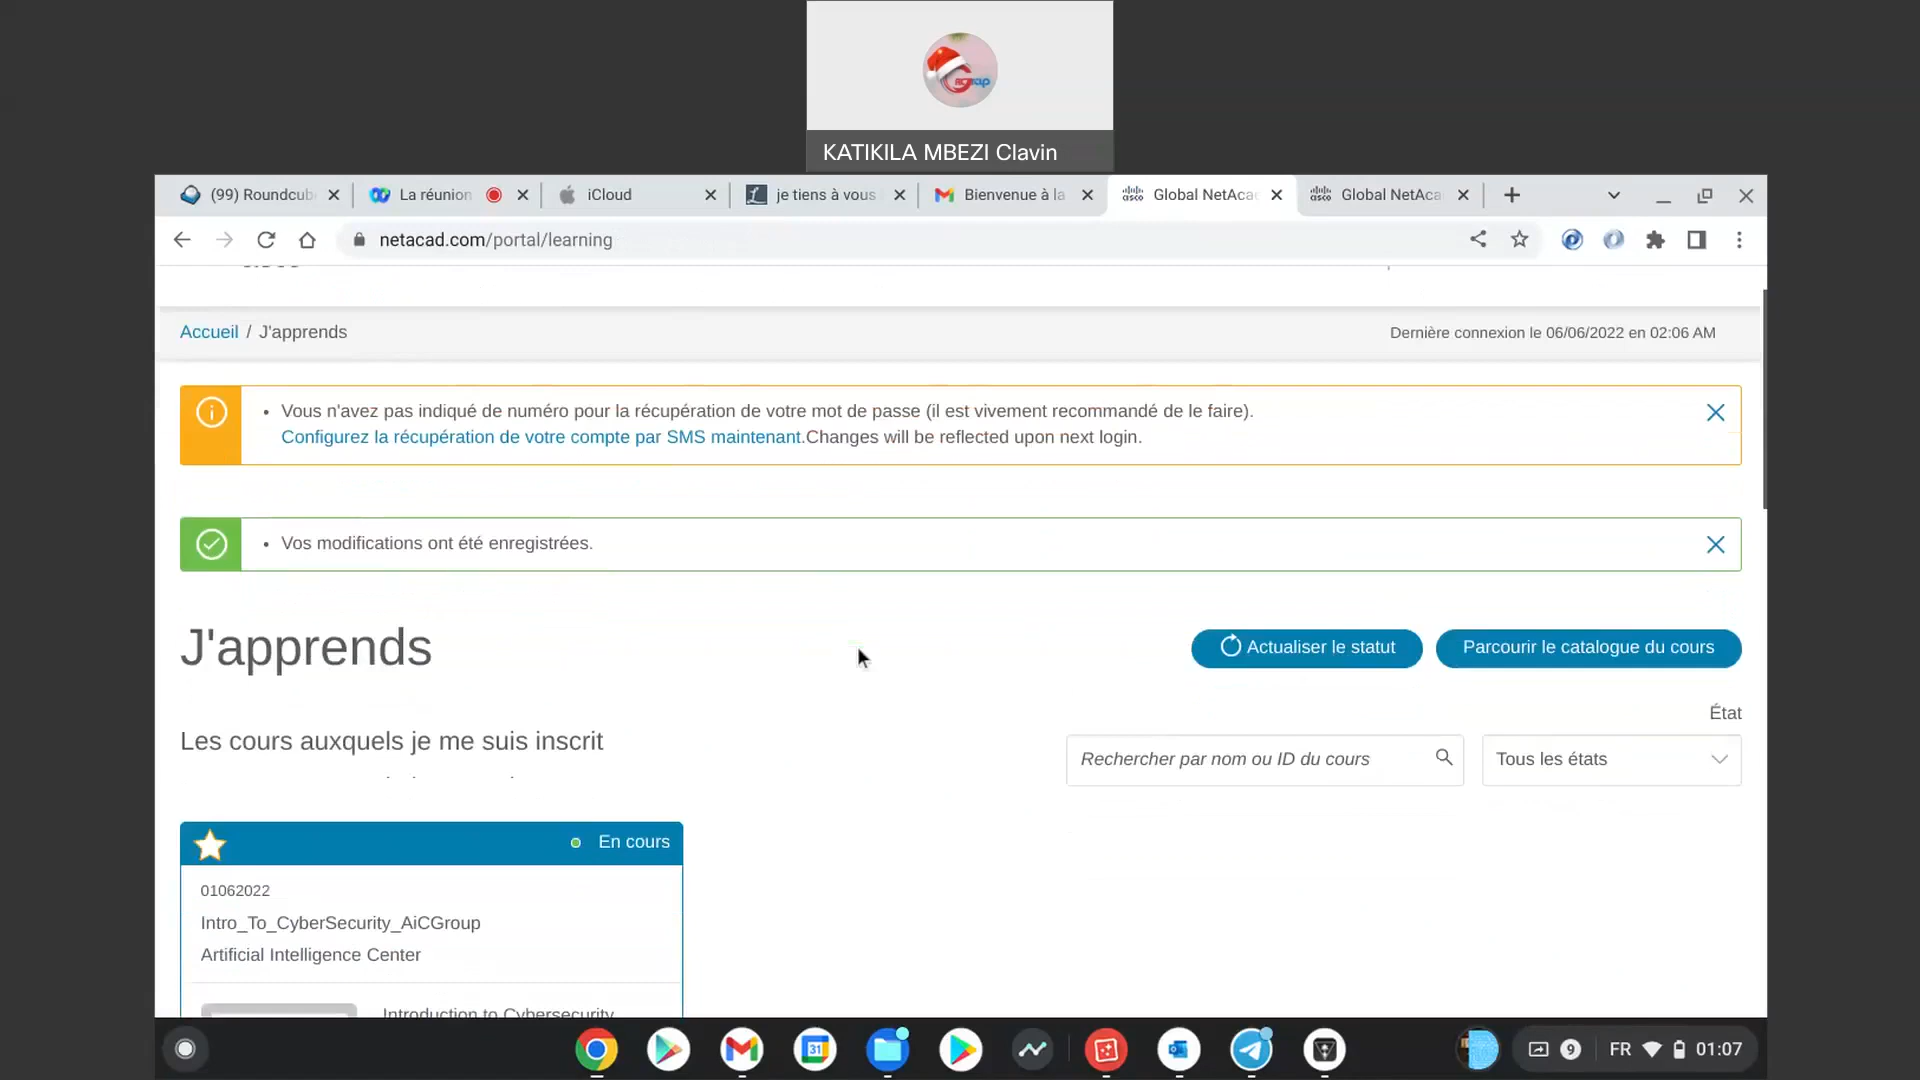 KATIKILA MBEZI Clavin
(99) Roundcub
La réunion
iCloud
je tiens à vous
Bienvenue à la
Global NetAca
Global NetAca
netacad.com/portal/learning
Accueil / J'apprends
Dernière connexion le 06/06/2022 en 02:06 AM
• Vous n'avez pas indiqué de numéro pour la récupération de votre mot de passe (il est vivement recommandé de le faire).
Configurez la récupération de votre compte par SMS maintenant.Changes will be reflected upon next login.
• Vos modifications ont été enregistrées.
J'apprends
Actualiser le statut
Parcourir le catalogue du cours
État
Les cours auxquels je me suis inscrit
Rechercher par nom ou ID du cours
Tous les états
En cours
01062022
Intro_To_CyberSecurity_AiCGroup
Artificial Intelligence Center
Introduction to Cybersecurity
31
9
FR
01:07